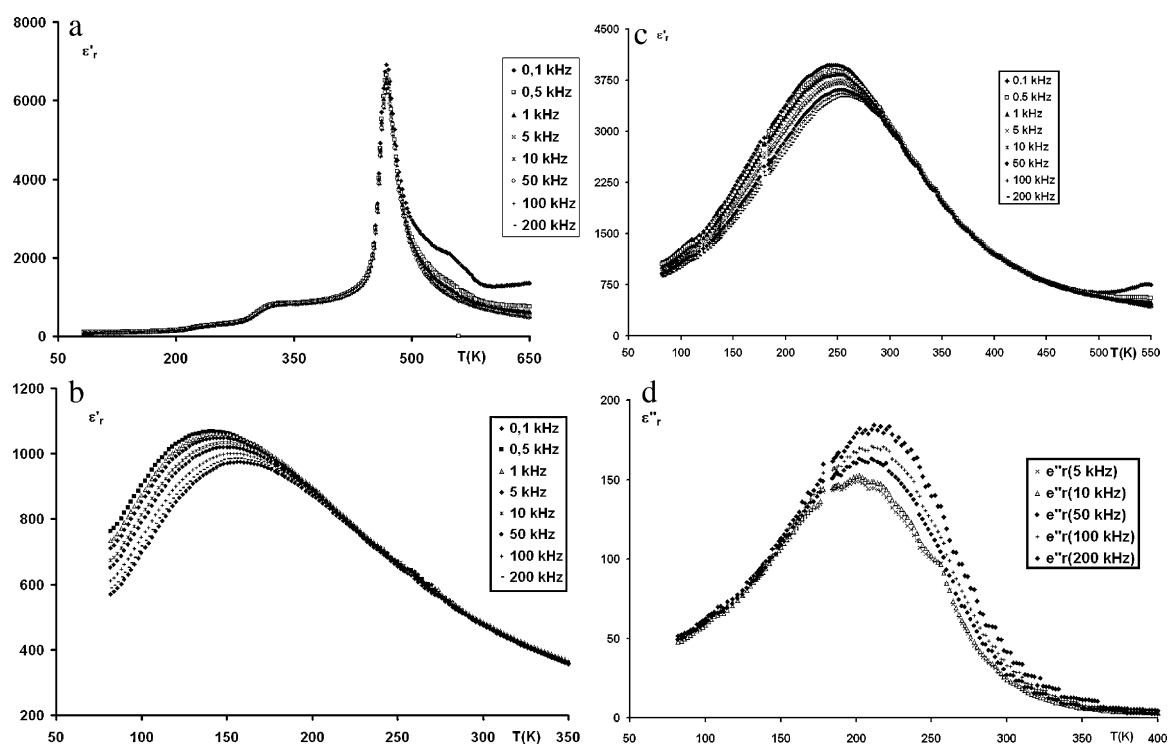 a
8000
6000
4000
2000
0
ε'r
50 200 350 500 T(K) 650
0,1 kHz
0,5 kHz
1 kHz
5 kHz
10 kHz
50 kHz
100 kHz
200 kHz
c
4500
3750
3000
2250
1500
750
0
ε'r
50 100 150 200 250 300 350 400 450 500 T(K) 550
0.1 kHz
0.5 kHz
1 kHz
5 kHz
10 kHz
50 kHz
100 kHz
200 kHz
b
1200
1000
800
600
400
200
ε'r
50 100 150 200 250 300 T(K) 350
0,1 kHz
0,5 kHz
1 kHz
5 kHz
10 kHz
50 kHz
100 kHz
200 kHz
d
200
150
100
50
0
ε''r
50 100 150 200 250 300 350 T(K) 400
e"r(5 kHz)
e"r(10 kHz)
e"r(50 kHz)
e"r(100 kHz)
e"r(200 kHz)